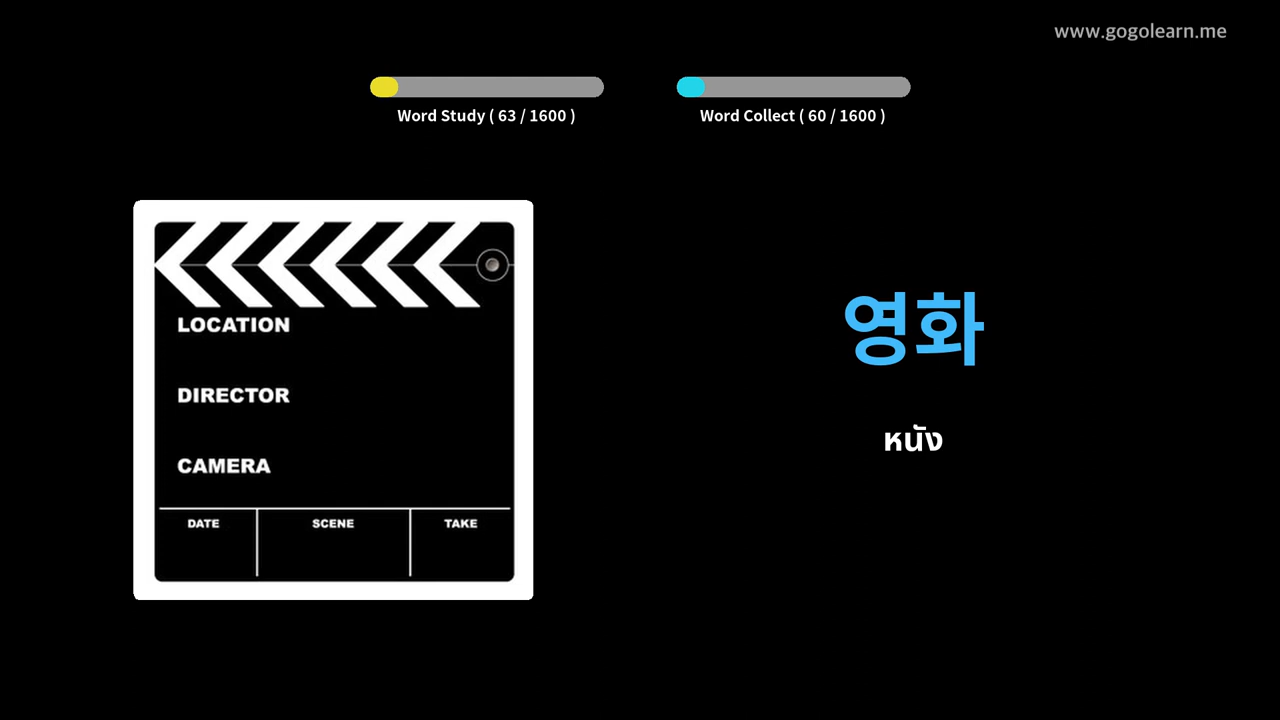 www.gogolearn.me
Word Study ( 63 / 1600 )
Word Collect ( 60 / 1600 )
LOCATION
DIRECTOR
CAMERA
DATE
SCENE
TAKE
영화
หนัง